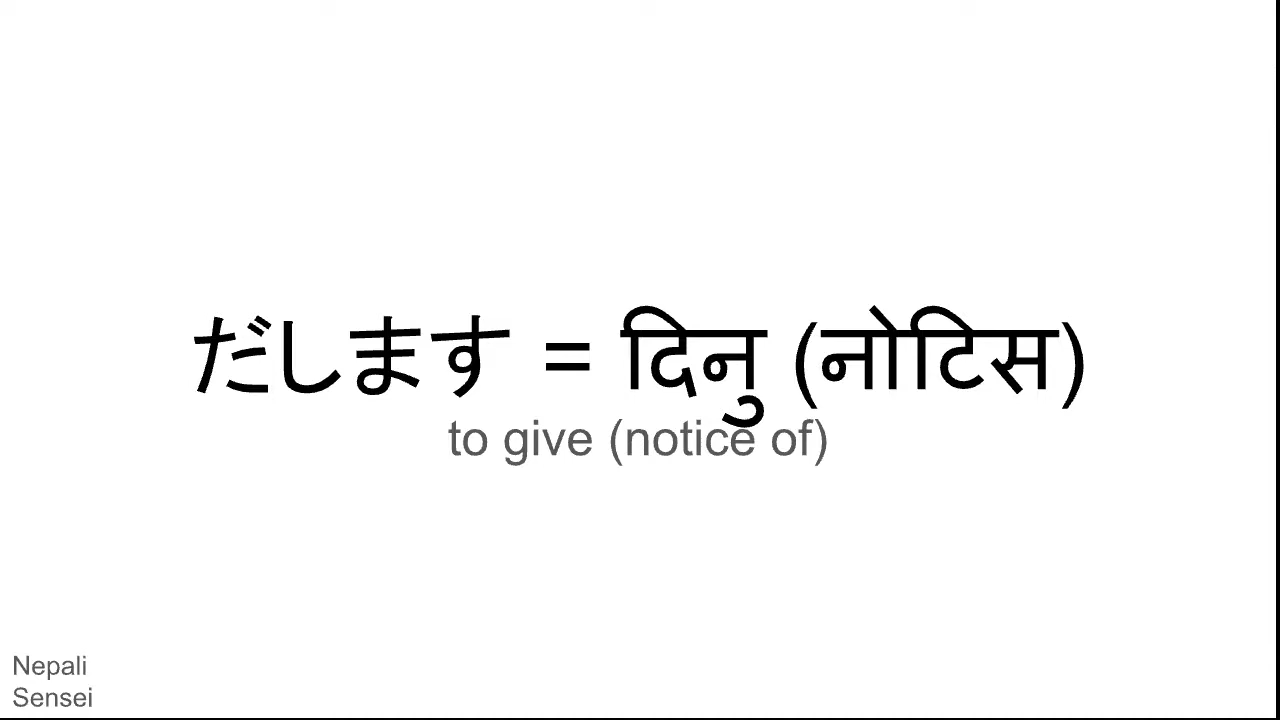 だします = दिनु (नोटिस)
to give (notice of)
Nepali
Sensei